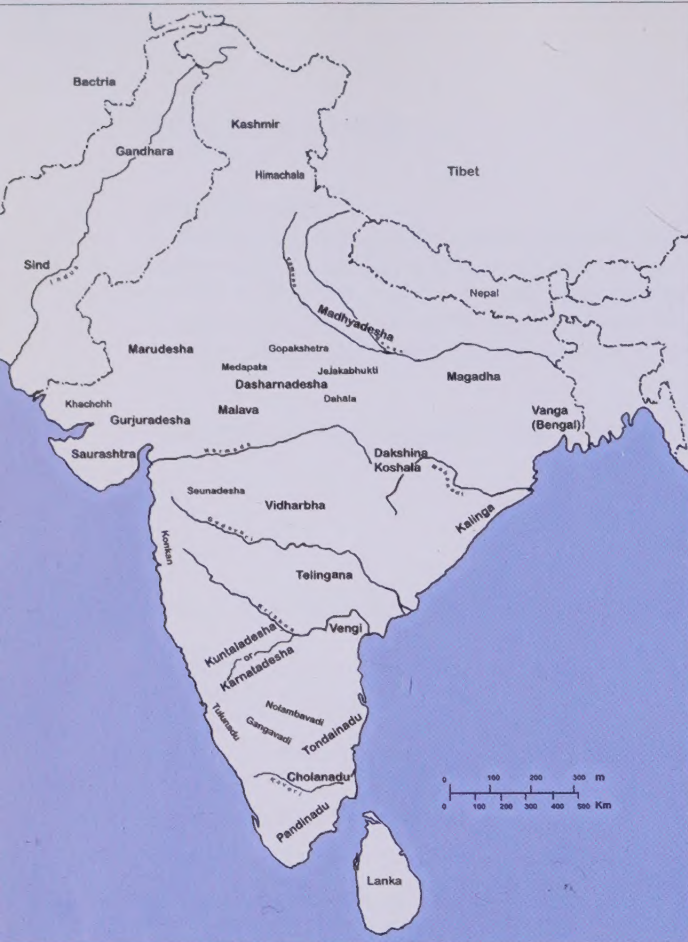 Bactria
Kashmir
Gandhara
Himachala
Tibet
Sind
Indus
Nepal
Yamuna
Madhyadesha
Marudesha
Gopakshetra
Medapata
Jejakabhukti
Magadha
Dasharnadesha
Dahala
Khachchh
Malava
Vanga
(Bengal)
Gurjuradesha
Saurashtra
Narmada
Dakshina
Koshala
Seunadesha
Vidharbha
Kalinga
Godavari
Konkan
Telingana
Krishna
Vengi
Kuntaladesha
or
Karnatadesha
Nolambavadi
Tulunadu
Gangavadi
Tondainadu
Cholanadu
Kaveri
Pandinadu
Lanka
0 100 200 300 m
0 100 200 300 400 500 Km